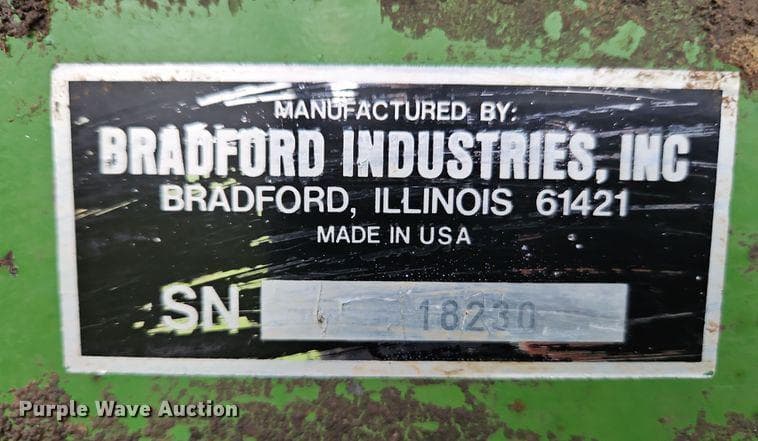 MANUFACTURED BY:
BRADFORD INDUSTRIES, INC
BRADFORD, ILLINOIS 61421
MADE IN USA
SN 18230
Purple Wave Auction